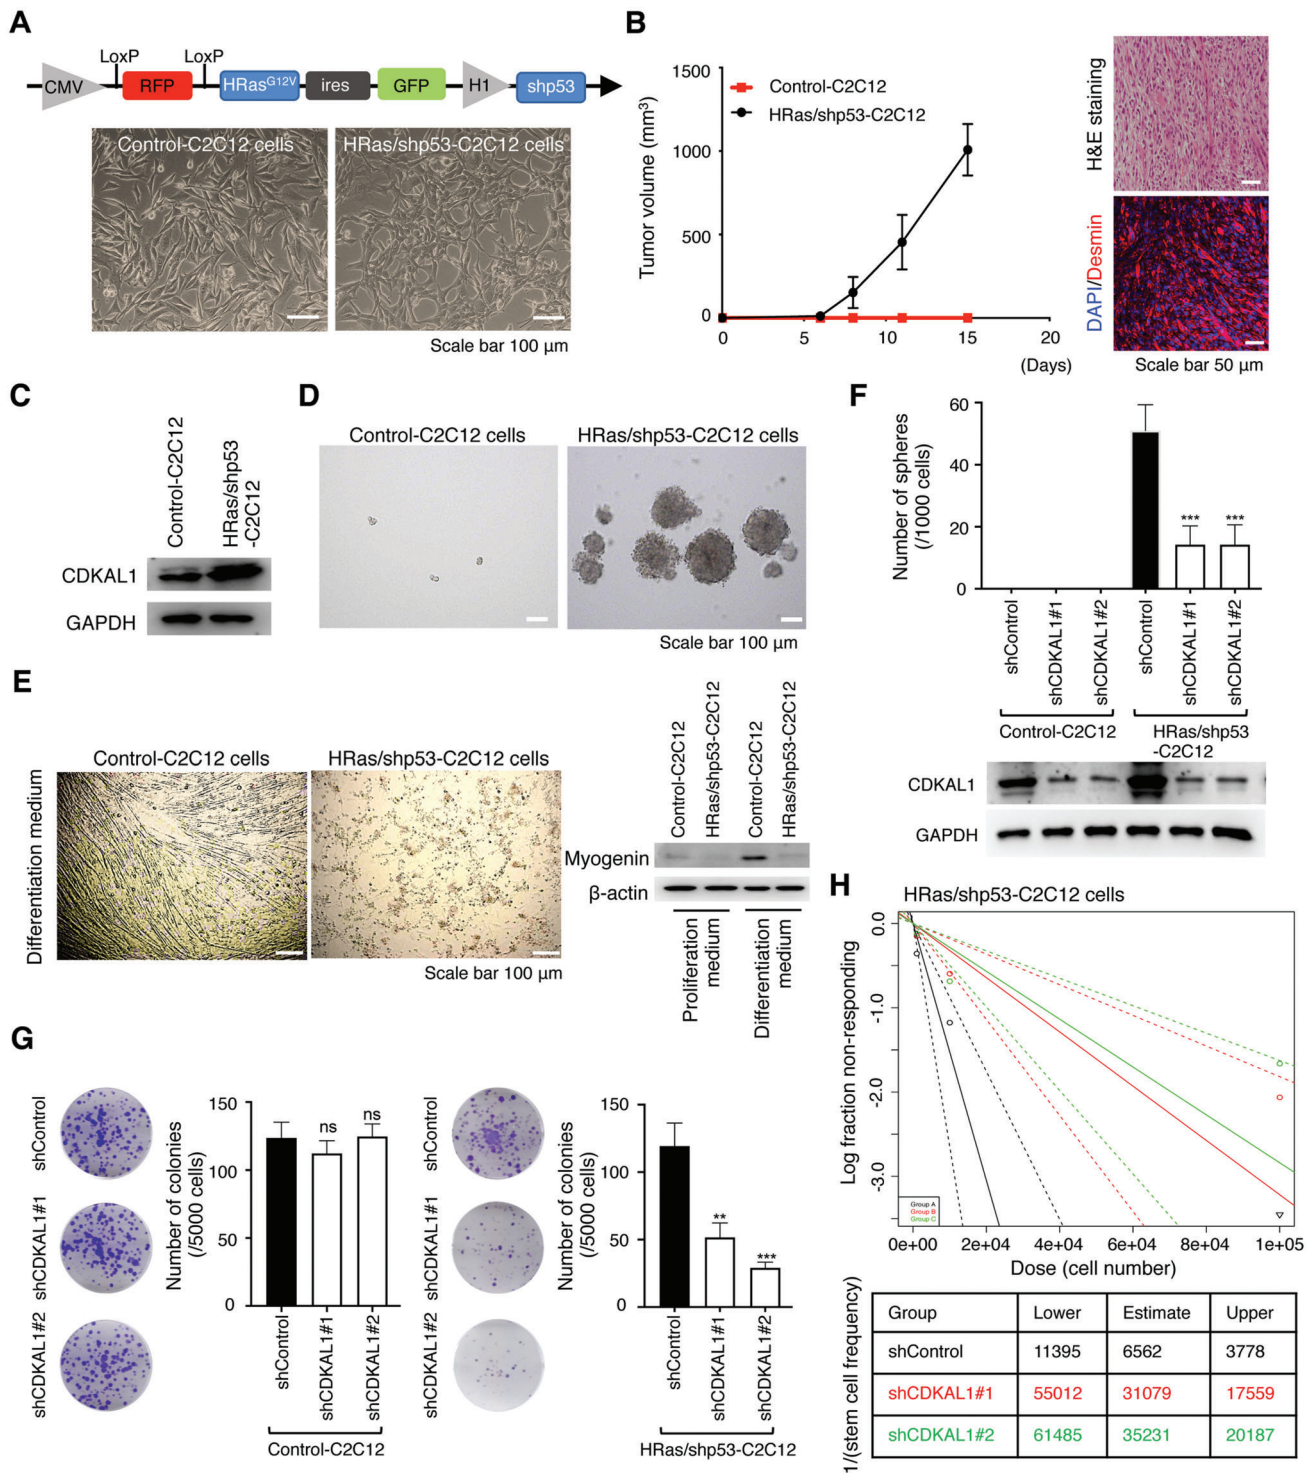 A
LoxP LoxP
CMV RFP HRasG12V ires GFP H1 shp53
Control-C2C12 cells HRas/shp53-C2C12 cells
Scale bar 100 µm
B
Tumor volume (mm³)
1500
1000
500
0
0 5 10 15 20
(Days)
Control-C2C12
HRas/shp53-C2C12
H&E staining
DAPI/Desmin
Scale bar 50 µm
C
Control-C2C12
HRas/shp53
-C2C12
CDKAL1
GAPDH
D
Control-C2C12 cells HRas/shp53-C2C12 cells
Scale bar 100 µm
E
Differentiation medium
Control-C2C12 cells HRas/shp53-C2C12 cells
Scale bar 100 µm
Control-C2C12
HRas/shp53-C2C12
Control-C2C12
HRas/shp53-C2C12
Myogenin
β-actin
Proliferation
medium
Differentiation
medium
F
Number of spheres
(/1000 cells)
60
40
20
0
*** ***
shControl
shCDKAL1#1
shCDKAL1#2
shControl
shCDKAL1#1
shCDKAL1#2
Control-C2C12
HRas/shp53
-C2C12
CDKAL1
GAPDH
G
shControl
shCDKAL1#1
shCDKAL1#2
Number of colonies
(/5000 cells)
150
100
50
0
ns ns
shControl
shCDKAL1#1
shCDKAL1#2
Control-C2C12
shControl
shCDKAL1#1
shCDKAL1#2
Number of colonies
(/5000 cells)
150
100
50
0
** ***
shControl
shCDKAL1#1
shCDKAL1#2
HRas/shp53-C2C12
H
HRas/shp53-C2C12 cells
Log fraction non-responding
0.0
-1.0
-2.0
-3.0
Group A
Group B
Group C
0e+00 2e+04 4e+04 6e+04 8e+04 1e+05
Dose (cell number)
1/(stem cell frequency)
Group Lower Estimate Upper
shControl 11395 6562 3778
shCDKAL1#1 55012 31079 17559
shCDKAL1#2 61485 35231 20187